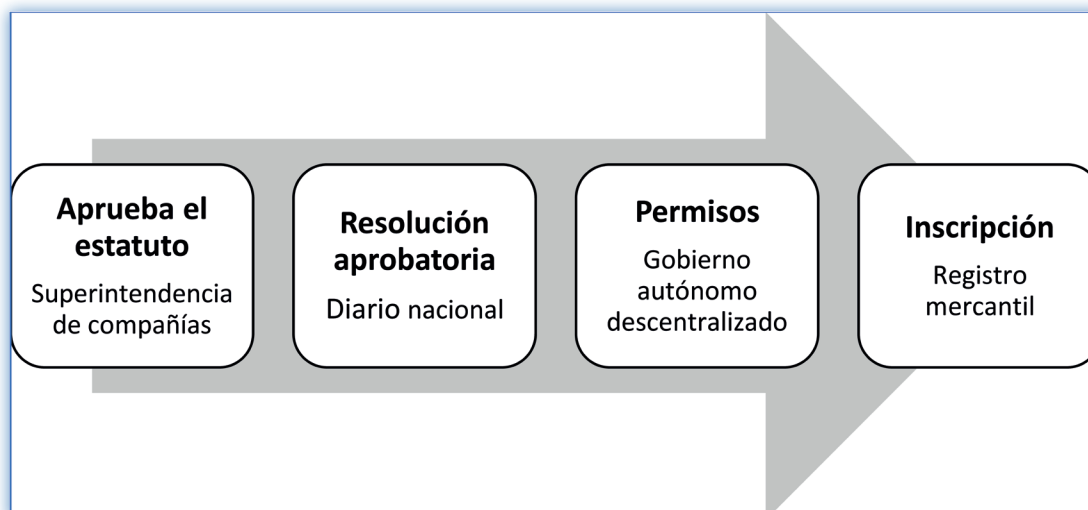 Aprueba el
estatuto
Superintendencia
de compañías
Resolución
aprobatoria
Diario nacional
Permisos
Gobierno
autónomo
descentralizado
Inscripción
Registro
mercantil